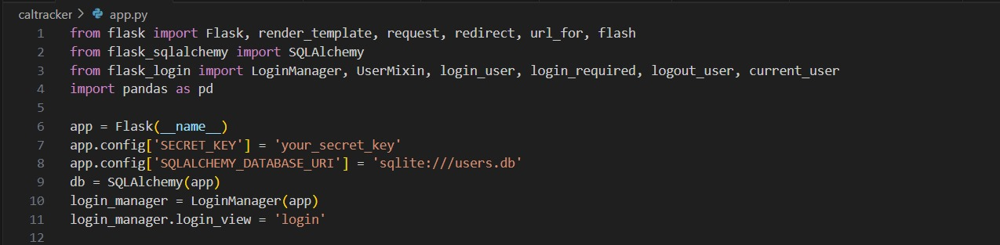 caltracker > app.py
1 from flask import Flask, render_template, request, redirect, url_for, flash
2 from flask_sqlalchemy import SQLAlchemy
3 from flask_login import LoginManager, UserMixin, login_user, login_required, logout_user, current_user
4 import pandas as pd
5
6 app = Flask(__name__)
7 app.config['SECRET_KEY'] = 'your_secret_key'
8 app.config['SQLALCHEMY_DATABASE_URI'] = 'sqlite:///users.db'
9 db = SQLAlchemy(app)
10 login_manager = LoginManager(app)
11 login_manager.login_view = 'login'
12